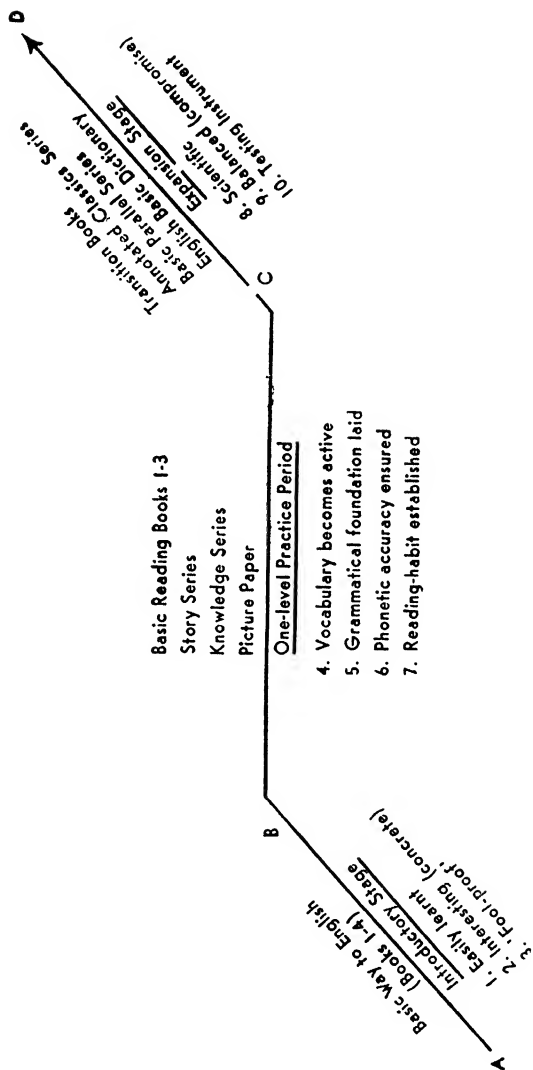 A
Basic Way to English
(Books 1-4)
Introductory Stage
1. Easily learnt
2. Interesting (concrete)
3. 'Fool-proof'
B
Basic Reading Books 1-3
Story Series
Knowledge Series
Picture Paper
One-level Practice Period
4. Vocabulary becomes active
5. Grammatical foundation laid
6. Phonetic accuracy ensured
7. Reading-habit established
C
Transition Books
Annotated Classics Series
Basic Parallel Series
English Basic Dictionary
Expansion Stage
8. Scientific
9. Balanced (compromise)
10. Testing Instrument
D